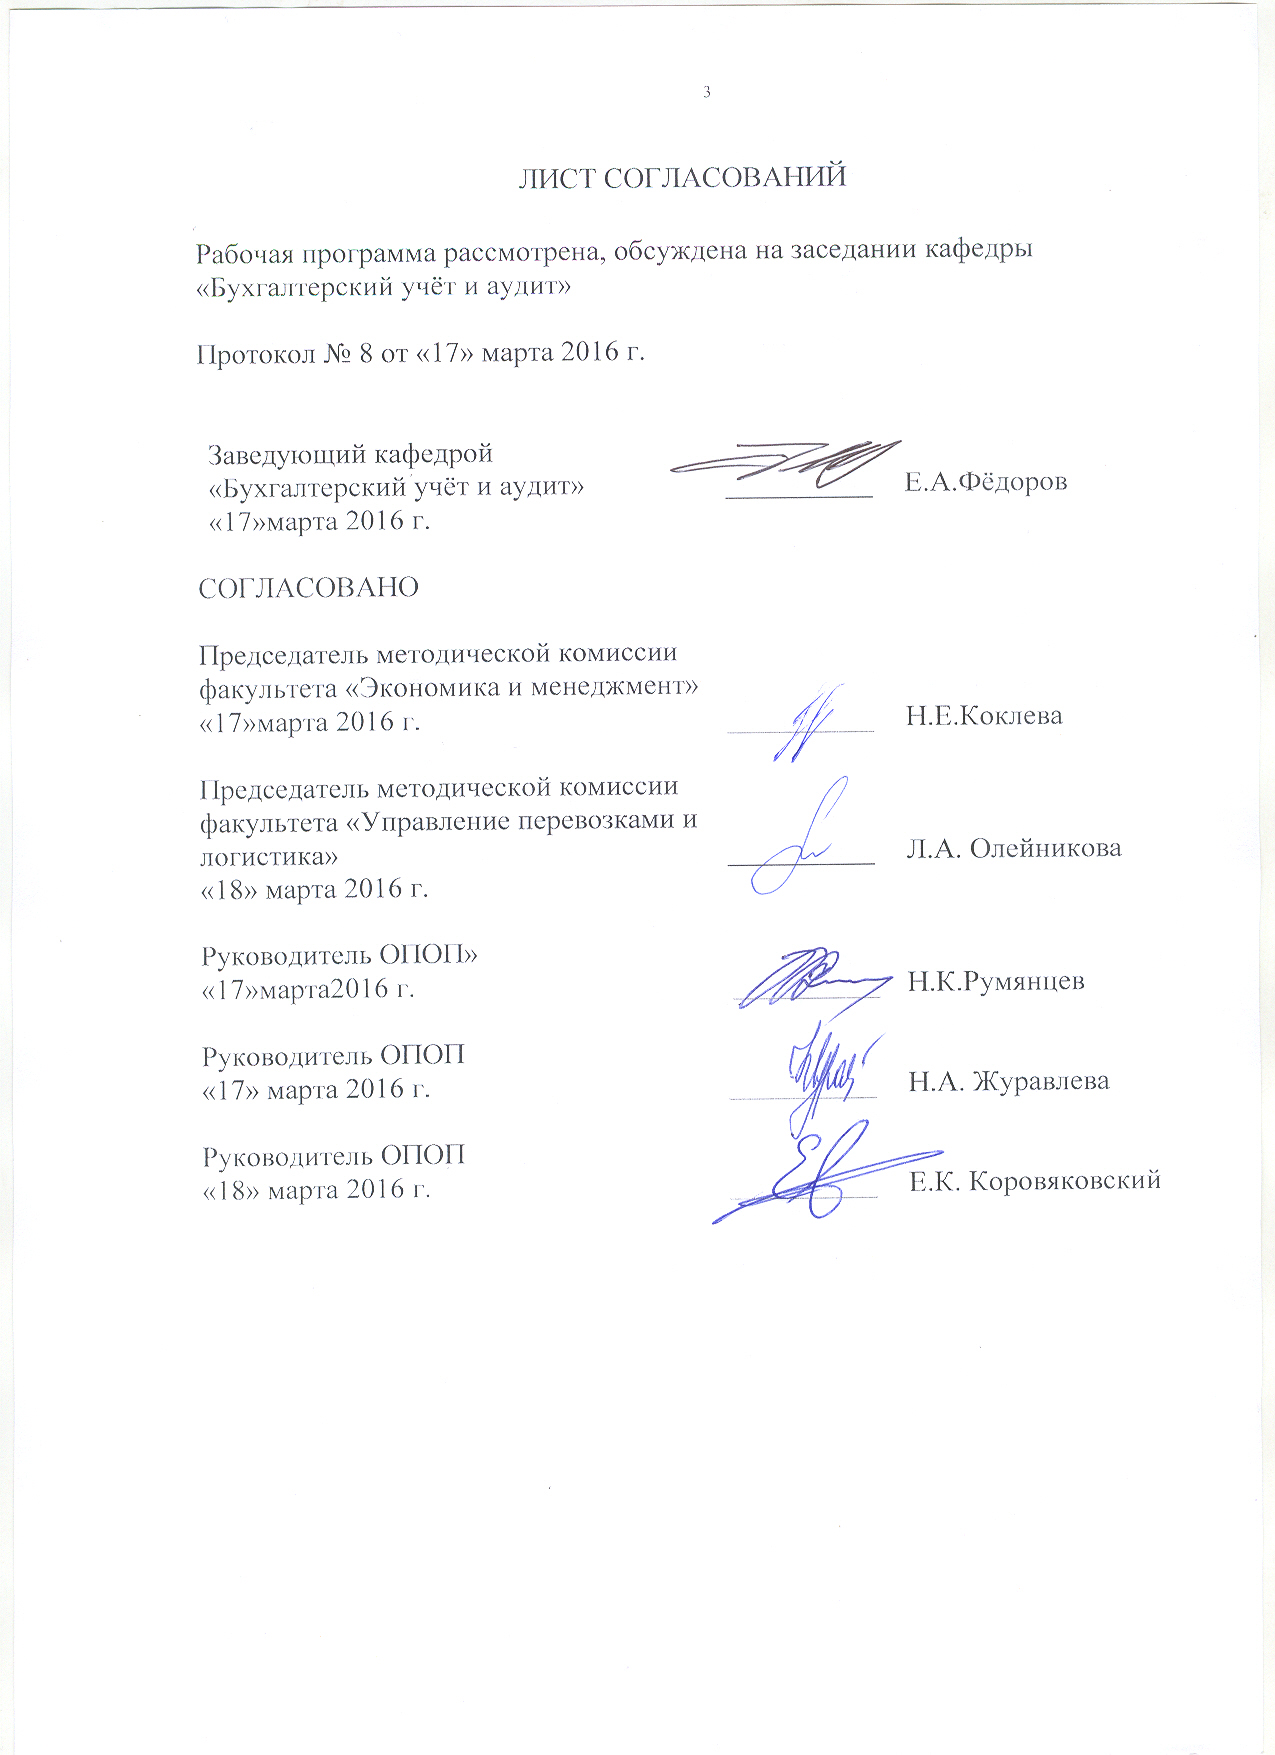 3
ЛИСТ СОГЛАСОВАНИЙ
Рабочая программа рассмотрена, обсуждена на заседании кафедры
«Бухгалтерский учёт и аудит»
Протокол № 8 от «17» марта 2016 г.
Заведующий кафедрой
«Бухгалтерский учёт и аудит» Е.А.Фёдоров
«17»марта 2016 г.
СОГЛАСОВАНО
Председатель методической комиссии
факультета «Экономика и менеджмент»
«17»марта 2016 г. Н.Е.Коклева
Председатель методической комиссии
факультета «Управление перевозками и
логистика» Л.А. Олейникова
«18» марта 2016 г.
Руководитель ОПОП»
«17»марта2016 г. Н.К.Румянцев
Руководитель ОПОП
«17» марта 2016 г. Н.А. Журавлева
Руководитель ОПОП
«18» марта 2016 г. Е.К. Коровяковский